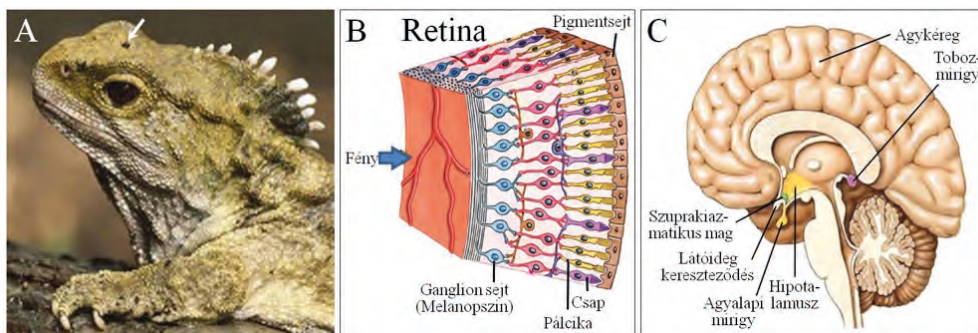 A
B
Retina
Pigmentsejt
Fény
Ganglion sejt
(Melanopszin)
Csap
Pálcika
C
Agykéreg
Toboz-
mirigy
Szuprakiaz-
matikus mag
Látóideg
kereszteződés
Agyalapi
mirigy
Hipota-
lamusz